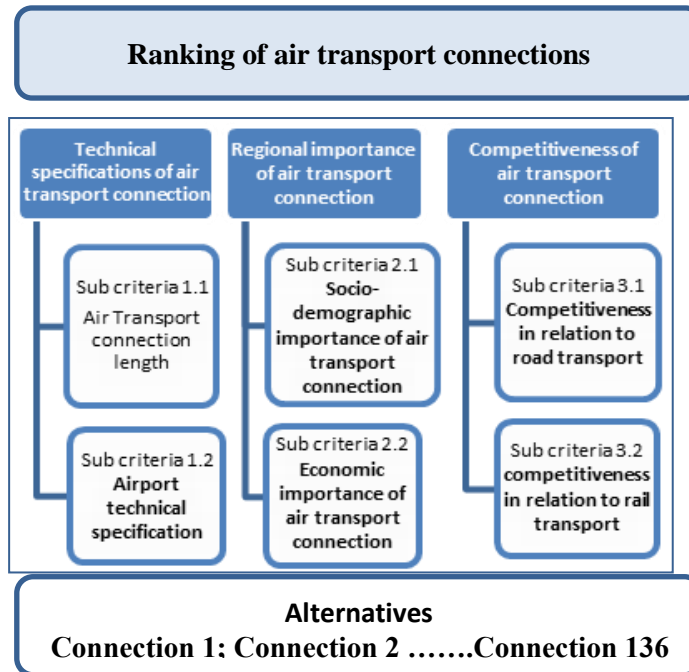 Ranking of air transport connections
Technical
specifications of air
transport connection
Regional importance
of air transport
connection
Competitiveness of
air transport
connection
Sub criteria 1.1
Air Transport
connection
length
Sub criteria 1.2
Airport
technical
specification
Sub criteria 2.1
Socio-
demographic
importance of air
transport
connection
Sub criteria 2.2
Economic
importance of
air transport
connection
Sub criteria 3.1
Competitiveness
in relation to
road transport
Sub criteria 3.2
competitiveness
in relation to rail
transport
Alternatives
Connection 1; Connection 2 .......Connection 136